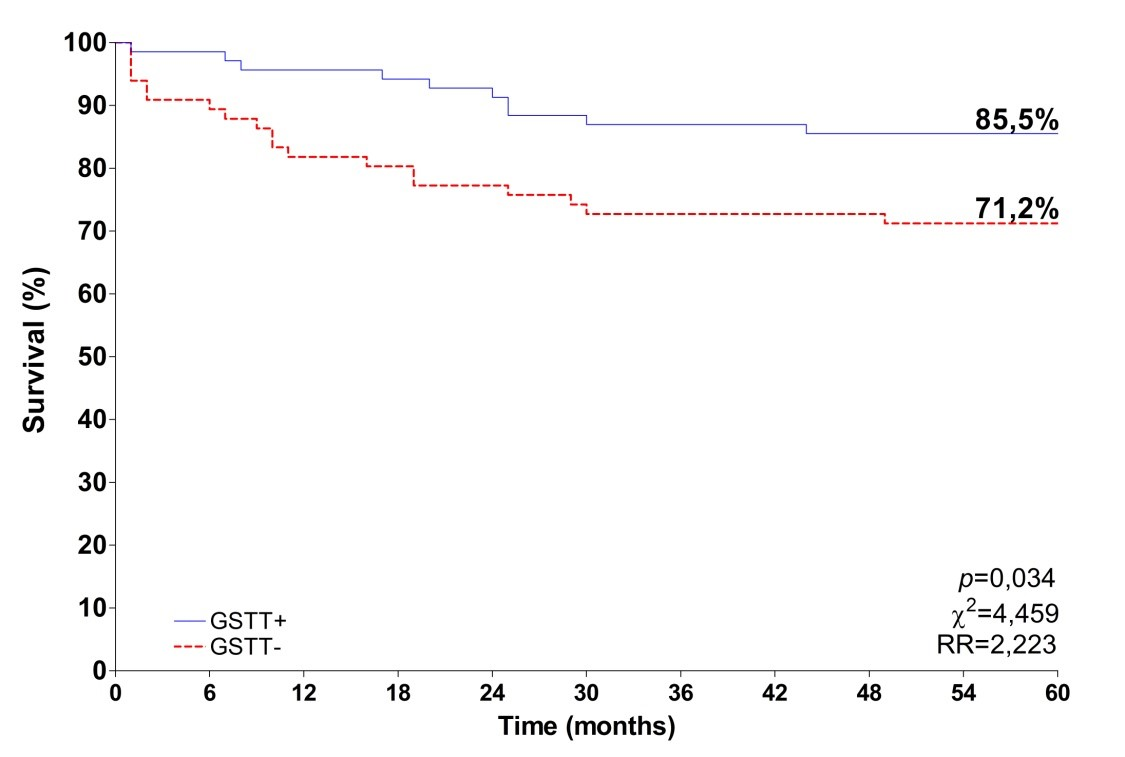 100
90
80
70
60
50
40
30
20
10
0
Survival (%)
85,5%
71,2%
p=0,034
χ²=4,459
RR=2,223
GSTT+
GSTT-
0 6 12 18 24 30 36 42 48 54 60
Time (months)